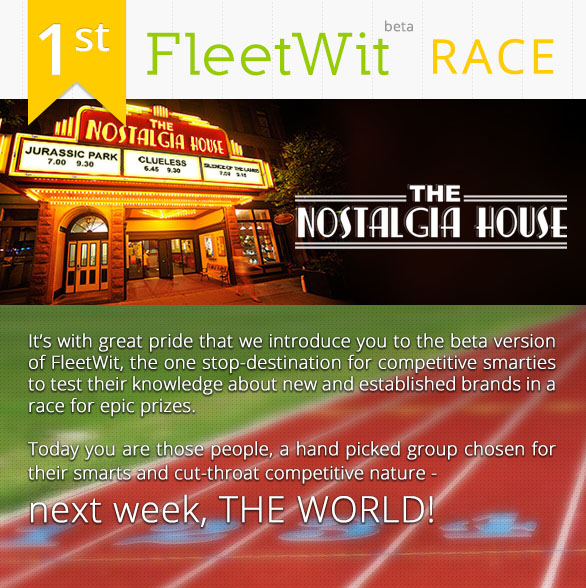 1st
FleetWit beta RACE
THE
NOSTALGIA HOUSE
JURASSIC PARK
7.00 9.30
CLUELESS
6.45 9.30
SILENCE OF THE LAMBS
7.00 9.15
THE
NOSTALGIA HOUSE
It’s with great pride that we introduce you to the beta version
of FleetWit, the one stop-destination for competitive smarties
to test their knowledge about new and established brands in a
race for epic prizes.
Today you are those people, a hand picked group chosen for
their smarts and cut-throat competitive nature -
next week, THE WORLD!